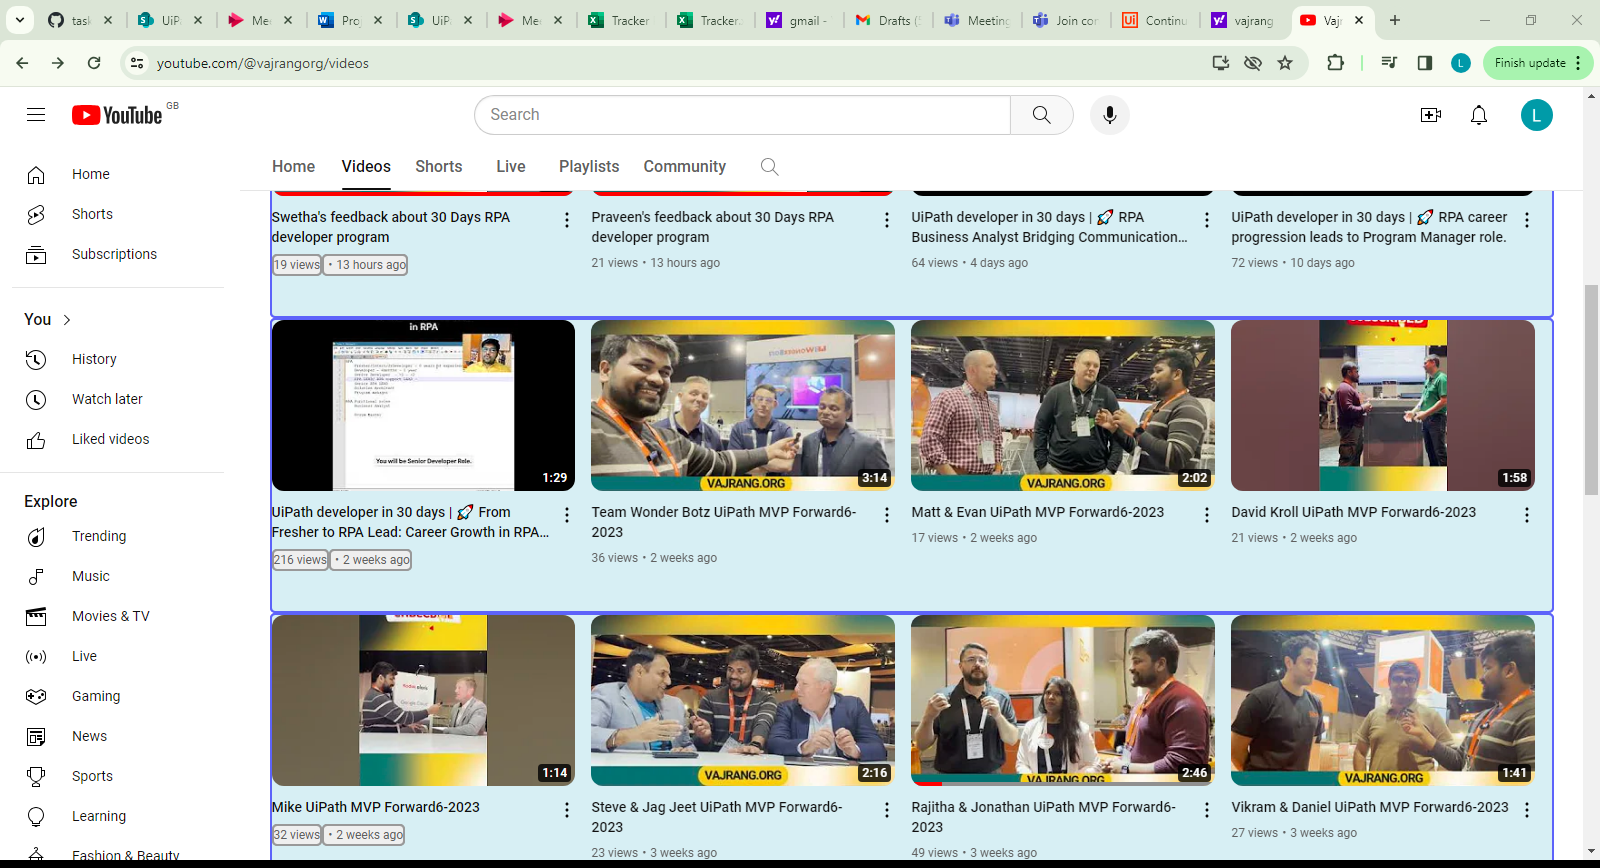 task
UiP
Me
Pro
UiP
Me
Tracker
Tracker.
gmail -
Drafts (
Meeting
Join cor
Continu
vajrang
Vaj
youtube.com/@vajrangorg/videos
L
Finish update
YouTube GB
Search
L
Home
Videos
Shorts
Live
Playlists
Community
Home
Shorts
Subscriptions
You
History
Watch later
Liked videos
Explore
Trending
Music
Movies & TV
Live
Gaming
News
Sports
Learning
Fashion & Beauty
Swetha's feedback about 30 Days RPA
developer program
19 views • 13 hours ago
Praveen's feedback about 30 Days RPA
developer program
21 views • 13 hours ago
UiPath developer in 30 days | 🚀 RPA
Business Analyst Bridging Communication...
64 views • 4 days ago
UiPath developer in 30 days | 🚀 RPA career
progression leads to Program Manager role.
72 views • 10 days ago
in RPA
You will be Senior Developer Role.
1:29
UiPath developer in 30 days | 🚀 From
Fresher to RPA Lead: Career Growth in RPA...
216 views • 2 weeks ago
VAJRANG.ORG
3:14
Team Wonder Botz UiPath MVP Forward6-
2023
36 views • 2 weeks ago
VAJRANG.ORG
2:02
Matt & Evan UiPath MVP Forward6-2023
17 views • 2 weeks ago
1:58
David Kroll UiPath MVP Forward6-2023
21 views • 2 weeks ago
1:14
Mike UiPath MVP Forward6-2023
32 views • 2 weeks ago
VAJRANG.ORG
2:16
Steve & Jag Jeet UiPath MVP Forward6-
2023
23 views • 3 weeks ago
VAJRANG.ORG
2:46
Rajitha & Jonathan UiPath MVP Forward6-
2023
49 views • 3 weeks ago
VAJRANG.ORG
1:41
Vikram & Daniel UiPath MVP Forward6-2023
27 views • 3 weeks ago